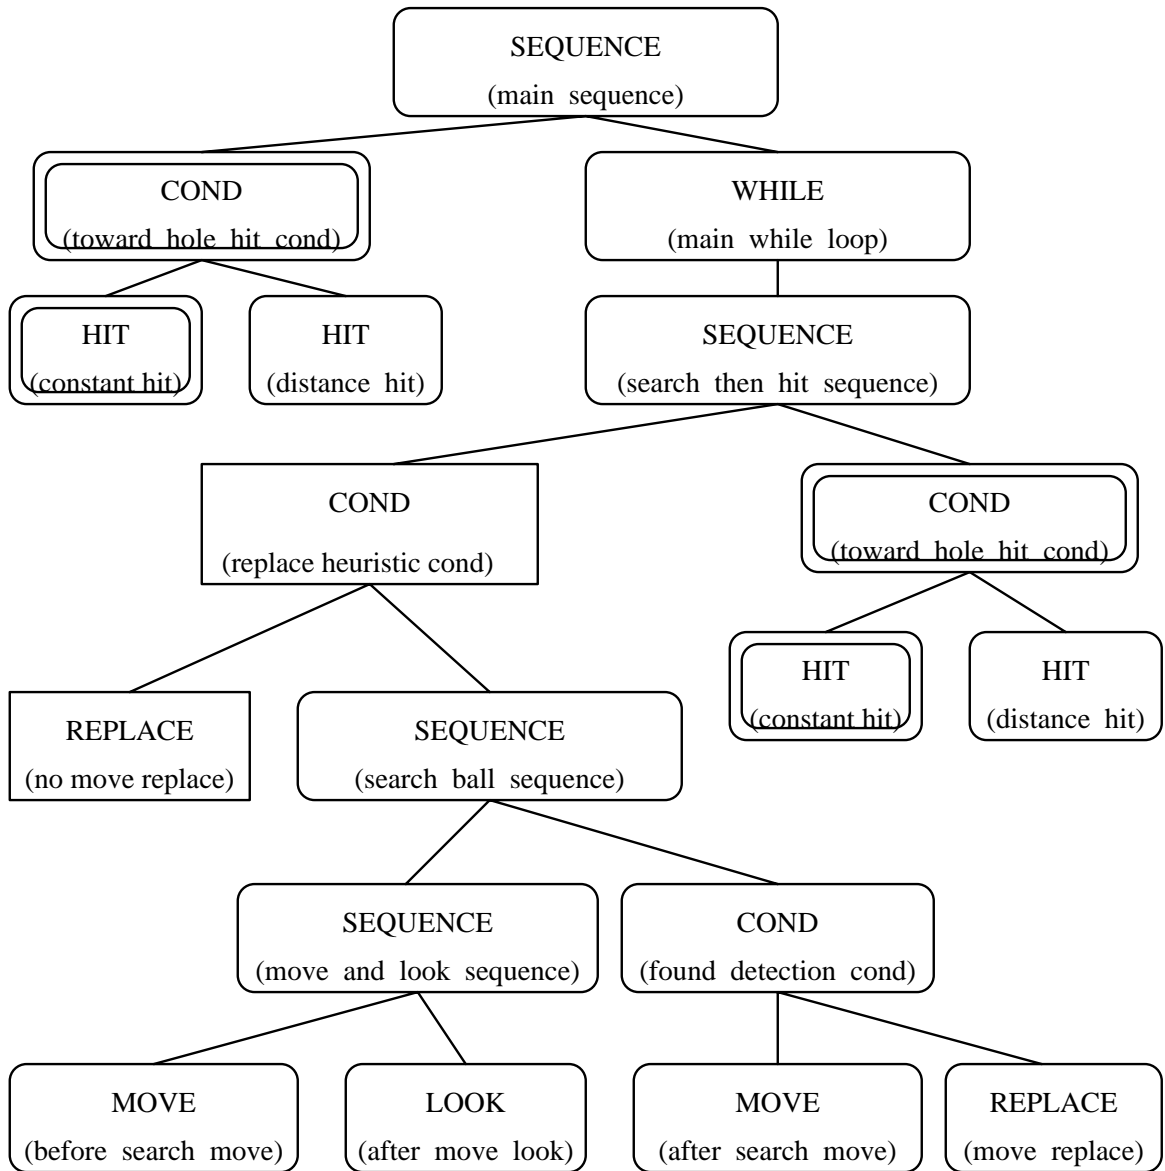 SEQUENCE
(main sequence)
COND
(toward hole hit cond)
WHILE
(main while loop)
HIT
(constant hit)
HIT
(distance hit)
SEQUENCE
(search then hit sequence)
COND
(replace heuristic cond)
COND
(toward hole hit cond)
HIT
(constant hit)
HIT
(distance hit)
REPLACE
(no move replace)
SEQUENCE
(search ball sequence)
SEQUENCE
(move and look sequence)
COND
(found detection cond)
MOVE
(before search move)
LOOK
(after move look)
MOVE
(after search move)
REPLACE
(move replace)